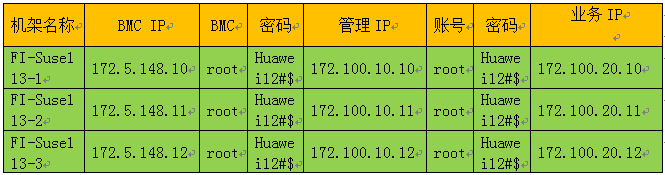 机架名称 BMC IP BMC 密码 管理 IP 账号 密码 业务 IP
FI-Suse1 172.5.148.10 root Huawe 172.100.10.10 root Huawe 172.100.20.10
13-1 i12#$ i12#$
FI-Suse1 172.5.148.11 root Huawe 172.100.10.11 root Huawe 172.100.20.11
13-2 i12#$ i12#$
FI-Suse1 172.5.148.12 root Huawe 172.100.10.12 root Huawe 172.100.20.12
13-3 i12#$ i12#$